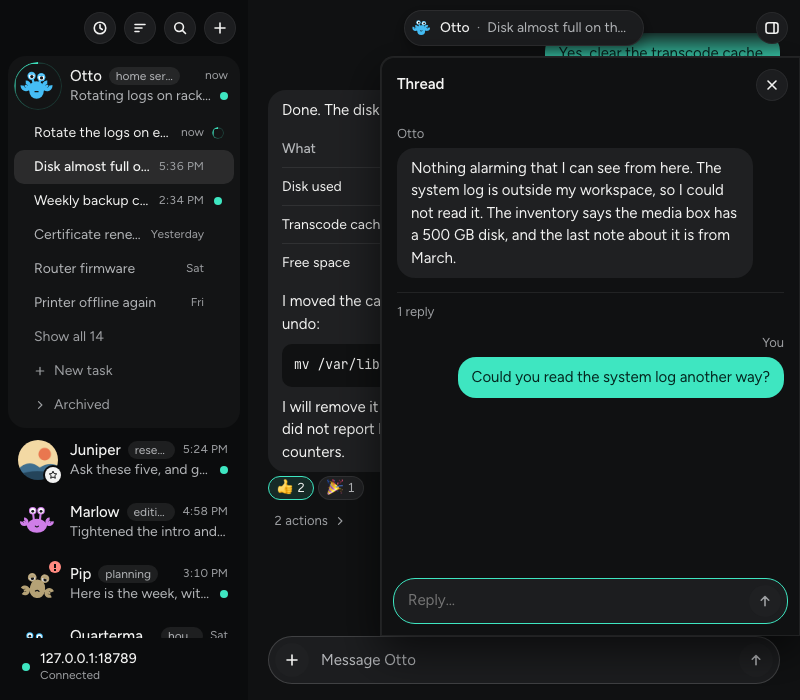 Otto home ser... now
Rotating logs on rack...
Rotate the logs on e... now
Disk almost full o... 5:36 PM
Weekly backup c... 2:34 PM
Certificate rene... Yesterday
Router firmware Sat
Printer offline again Fri
Show all 14
+ New task
Archived
Juniper rese... 5:24 PM
Ask these five, and g...
Marlow editi... 4:58 PM
Tightened the intro and...
Pip planning 3:10 PM
Here is the week, wit...
Quarterma... hou... Sat
127.0.0.1:18789
Connected
Otto · Disk almost full on th...
Yes, clear the transcode cache
Done. The disk
What
Disk used
Transcode cach
Free space
I moved the ca
undo:
mv /var/lib
I will remove it
did not report
counters.
👍 2 🎉 1
2 actions
Message Otto
Thread
Otto
Nothing alarming that I can see from here. The
system log is outside my workspace, so I could
not read it. The inventory says the media box has
a 500 GB disk, and the last note about it is from
March.
1 reply
You
Could you read the system log another way?
Reply...